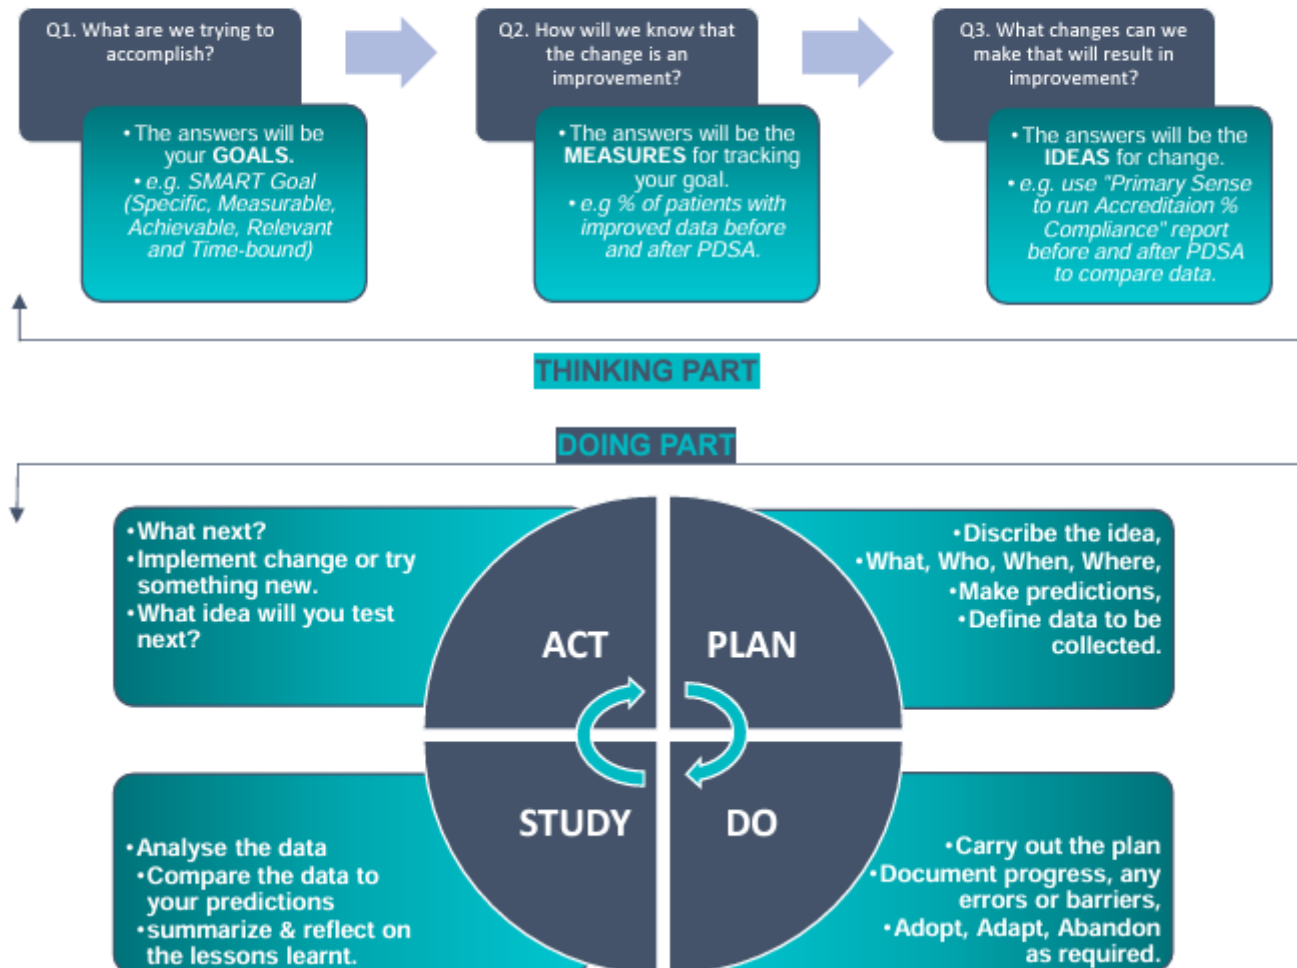 Q1. What are we trying to
accomplish?
• The answers will be
your GOALS.
• e.g. SMART Goal
(Specific, Measurable,
Achievable, Relevant
and Time-bound)
Q2. How will we know that
the change is an
improvement?
• The answers will be the
MEASURES for tracking
your goal.
• e.g % of patients with
improved data before
and after PDSA.
Q3. What changes can we
make that will result in
improvement?
• The answers will be the
IDEAS for change.
• e.g. use "Primary Sense
to run Accreditaion %
Compliance" report
before and after PDSA
to compare data.
THINKING PART
DOING PART
• What next?
• Implement change or try
something new.
• What idea will you test
next?
ACT
PLAN
• Discribe the idea,
• What, Who, When, Where,
• Make predictions,
• Define data to be
collected.
STUDY
DO
• Analyse the data
• Compare the data to
your predictions
• summarize & reflect on
the lessons learnt.
• Carry out the plan
• Document progress, any
errors or barriers,
• Adopt, Adapt, Abandon
as required.